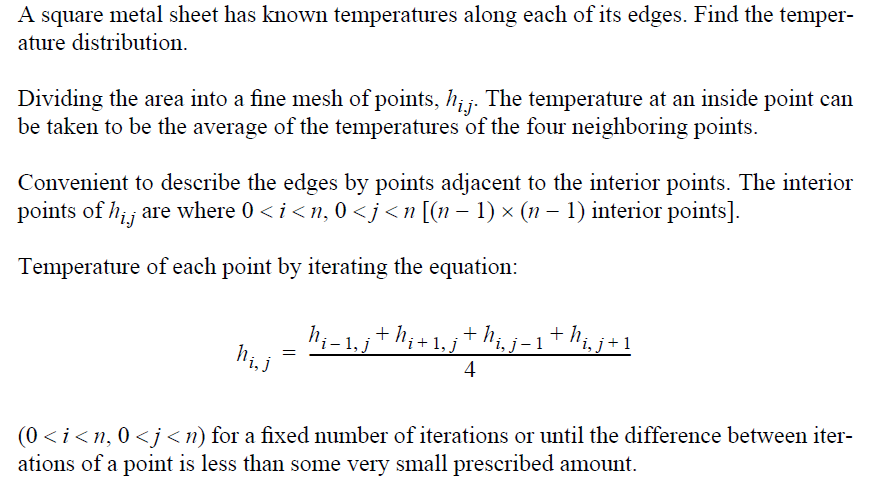 A square metal sheet has known temperatures along each of its edges. Find the temper-
ature distribution.
Dividing the area into a fine mesh of points, h_{i,j}. The temperature at an inside point can
be taken to be the average of the temperatures of the four neighboring points.
Convenient to describe the edges by points adjacent to the interior points. The interior
points of h_{i,j} are where 0 < i < n, 0 < j < n [(n − 1) × (n − 1) interior points].
Temperature of each point by iterating the equation:
h_{i,j} = \frac{h_{i−1,j} + h_{i+1,j} + h_{i,j−1} + h_{i,j+1}}{4}
(0 < i < n, 0 < j < n) for a fixed number of iterations or until the difference between iter-
ations of a point is less than some very small prescribed amount.